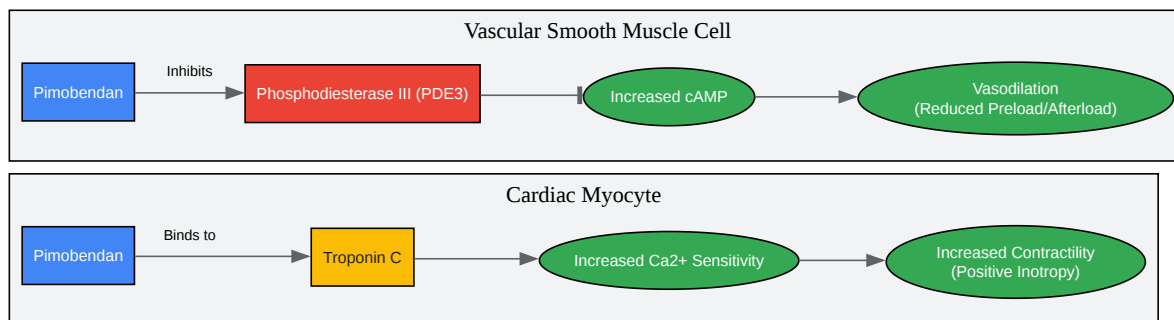 Vascular Smooth Muscle Cell
Pimobendan
Inhibits
Phosphodiesterase III (PDE3)
Increased cAMP
Vasodilation
(Reduced Preload/Afterload)
Cardiac Myocyte
Pimobendan
Binds to
Troponin C
Increased Ca2+ Sensitivity
Increased Contractility
(Positive Inotropy)